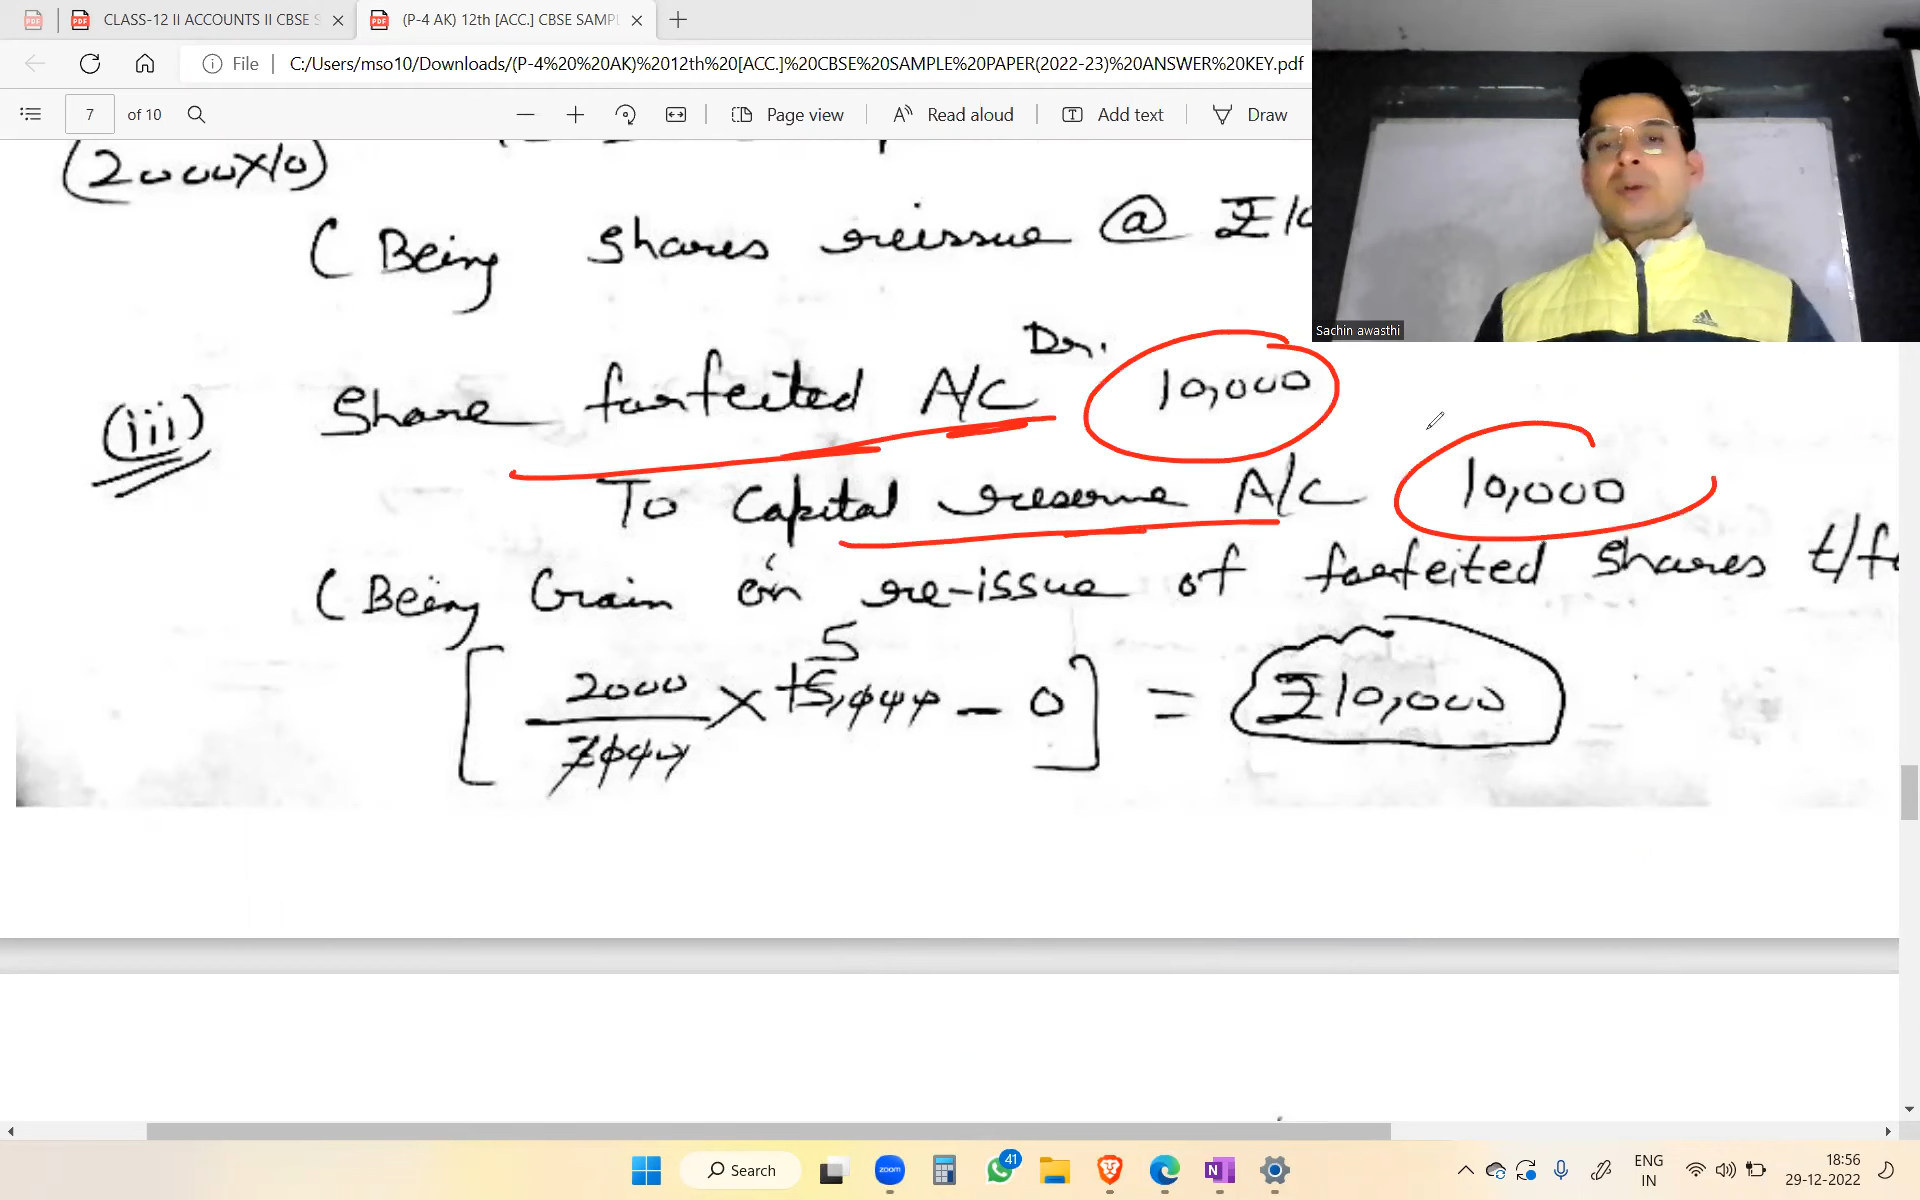 CLASS-12 II ACCOUNTS II CBSE S
(P-4 AK) 12th [ACC.] CBSE SAMPL
File
C:/Users/mso10/Downloads/(P-4%20%20AK)%2012th%20[ACC.]%20CBSE%20SAMPLE%20PAPER(2022-23)%20ANSWER%20KEY.pdf
7 of 10
Page view
Read aloud
Add text
Draw
(2000×10)
(Being shares reissue @ ₹10
Sachin awasthi
(iii) Share forfeited A/C Dr. 10,000
To Capital reserve A/C 10,000
(Being Gain on re-issue of forfeited shares t/f
5
[2000/3000 × 15,000 - 0] = ₹10,000
Search
zoom
41
N
ENG
IN
18:56
29-12-2022